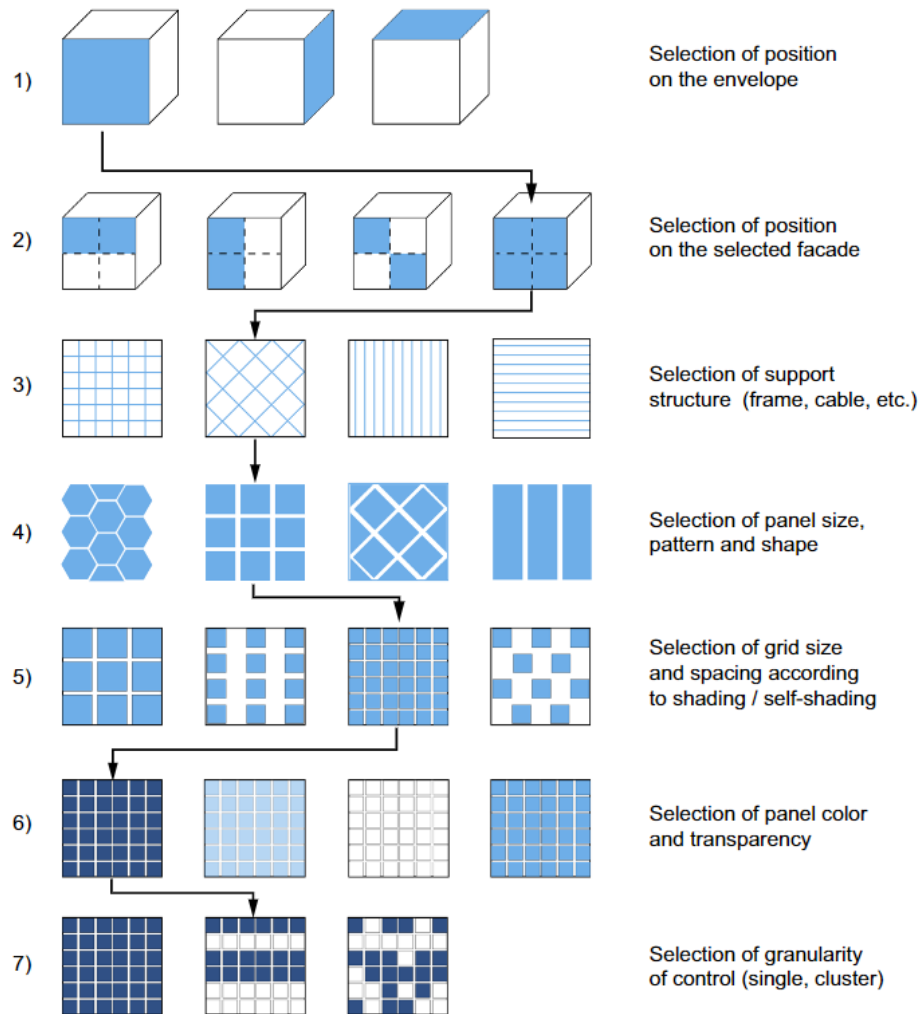 1)
Selection of position
on the envelope
2)
Selection of position
on the selected facade
3)
Selection of support
structure  (frame, cable, etc.)
4)
Selection of panel size,
pattern and shape
5)
Selection of grid size
and spacing according
to shading / self-shading
6)
Selection of panel color
and transparency
7)
Selection of granularity
of control (single, cluster)